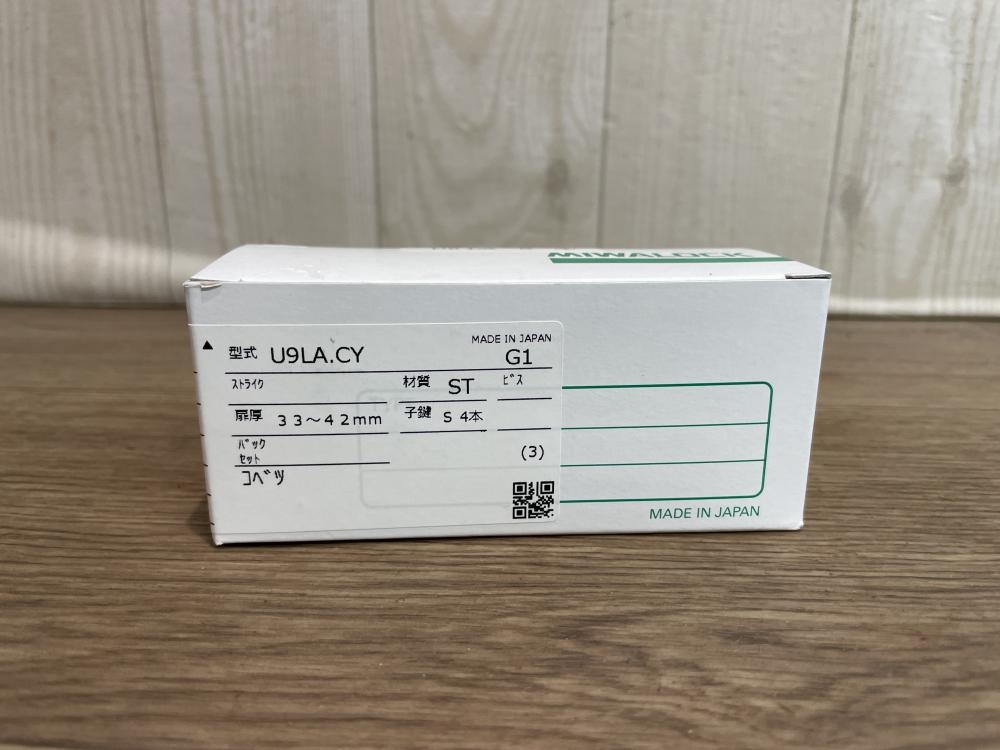 MIWALOCK
MADE IN JAPAN
▲ 型式 U9LA.CY G1
ストライク 材質 ST ビス
扉厚 33~42mm 子鍵 S 4本
バック
セット (3)
コベツ
MADE IN JAPAN